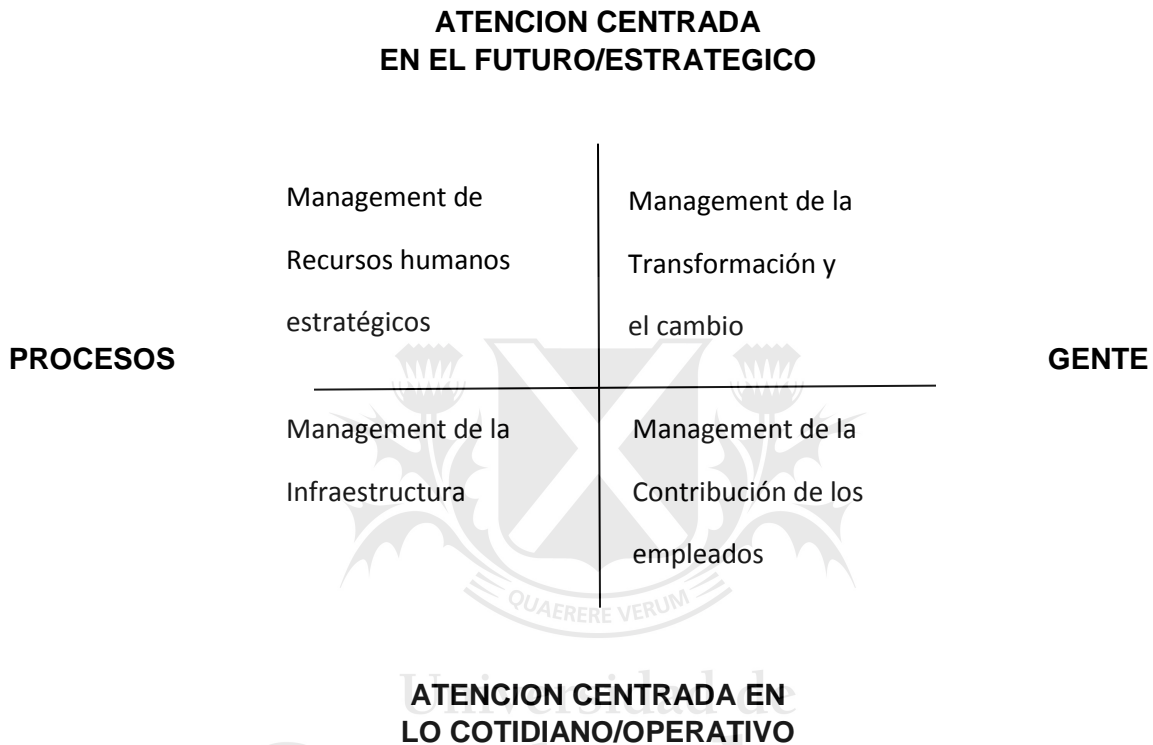 ATENCION CENTRADA
EN EL FUTURO/ESTRATEGICO
Management de
Recursos humanos
estratégicos
Management de la
Transformación y
el cambio
PROCESOS
GENTE
Management de la
Infraestructura
Management de la
Contribución de los
empleados
QUAERERE VERUM
Universidad de
ATENCION CENTRADA EN
LO COTIDIANO/OPERATIVO